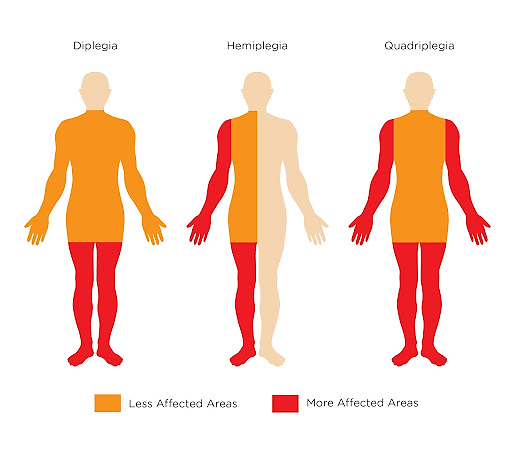 Diplegia
Hemiplegia
Quadriplegia
Less Affected Areas
More Affected Areas